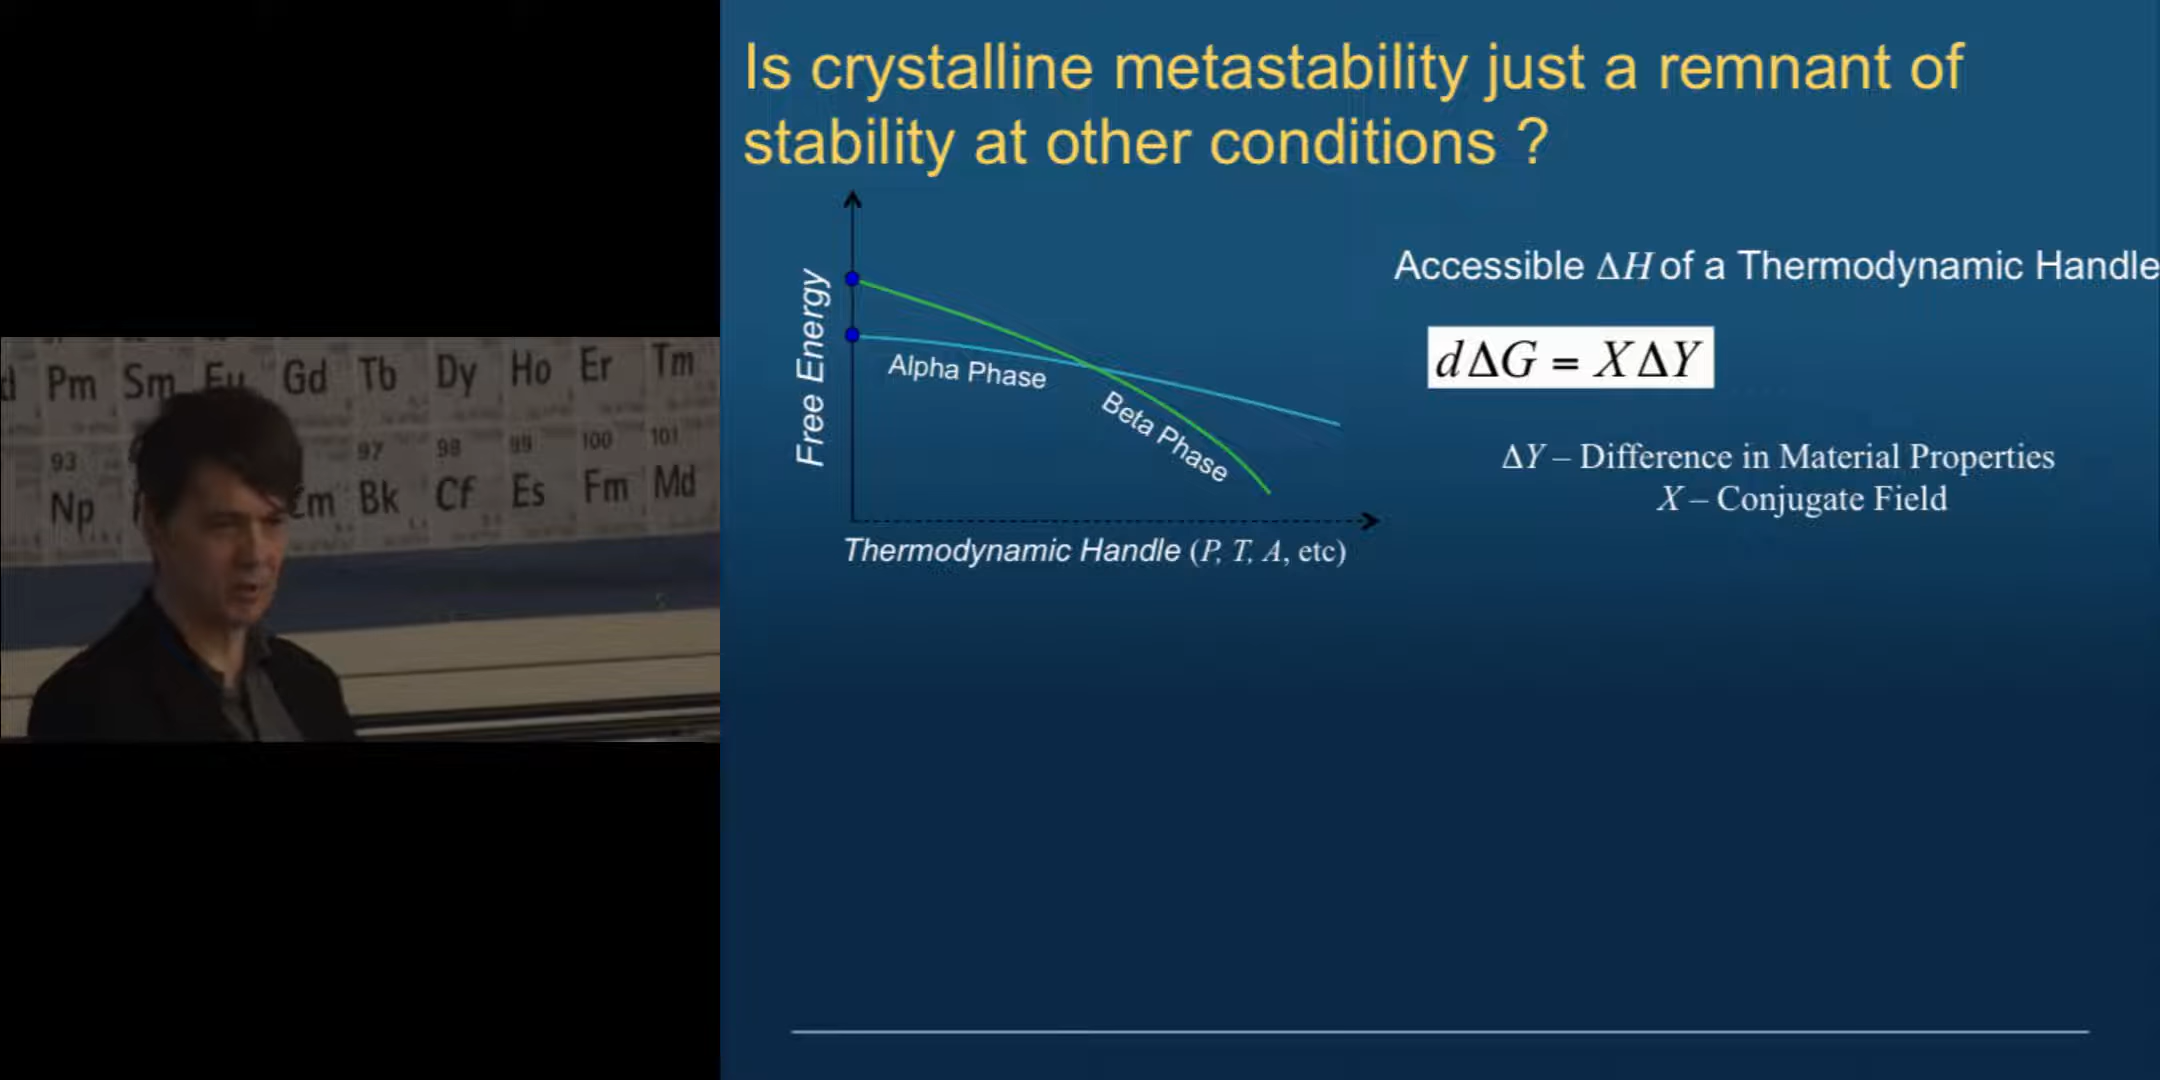 Is crystalline metastability just a remnant of
stability at other conditions ?
Free Energy
Alpha Phase
Beta Phase
Thermodynamic Handle (P, T, A, etc)
Accessible ΔH of a Thermodynamic Handle
dΔG = XΔY
ΔY – Difference in Material Properties
X – Conjugate Field
Pm Sm Eu Gd Tb Dy Ho Er Tm
93 97 98 99 100 101
Np Cm Bk Cf Es Fm Md